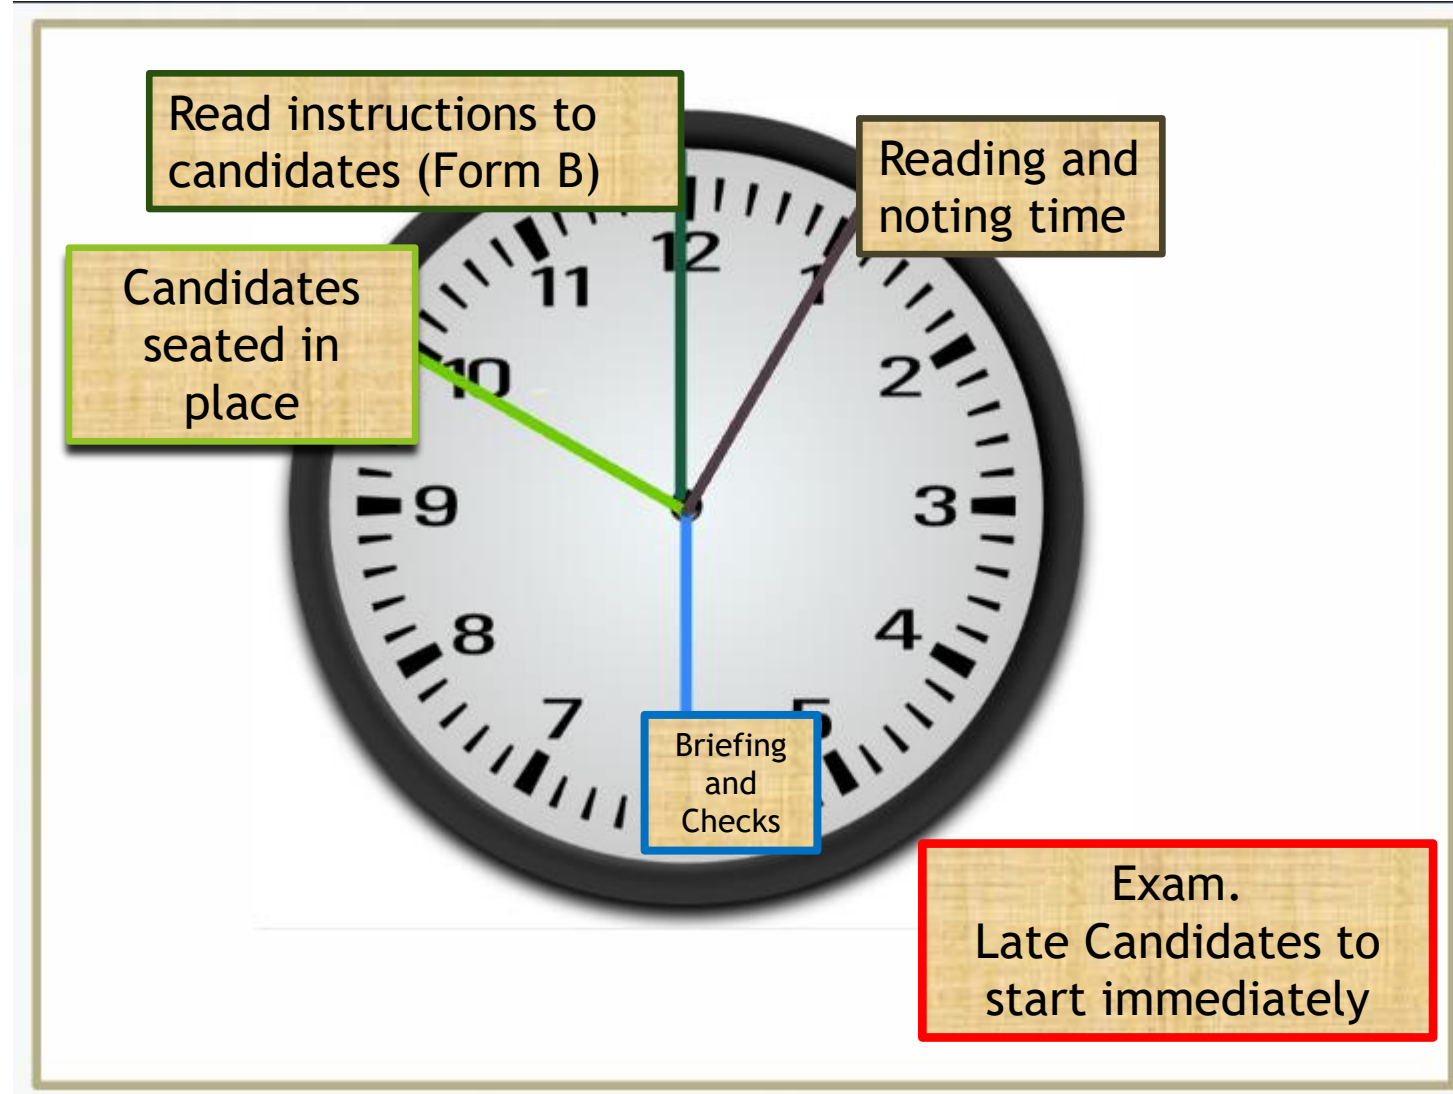 Read instructions to
candidates (Form B)
Reading and
noting time
Candidates
seated in
place
11
12
1
10
2
9
3
8
4
7
5
Briefing
and
Checks
Exam.
Late Candidates to
start immediately